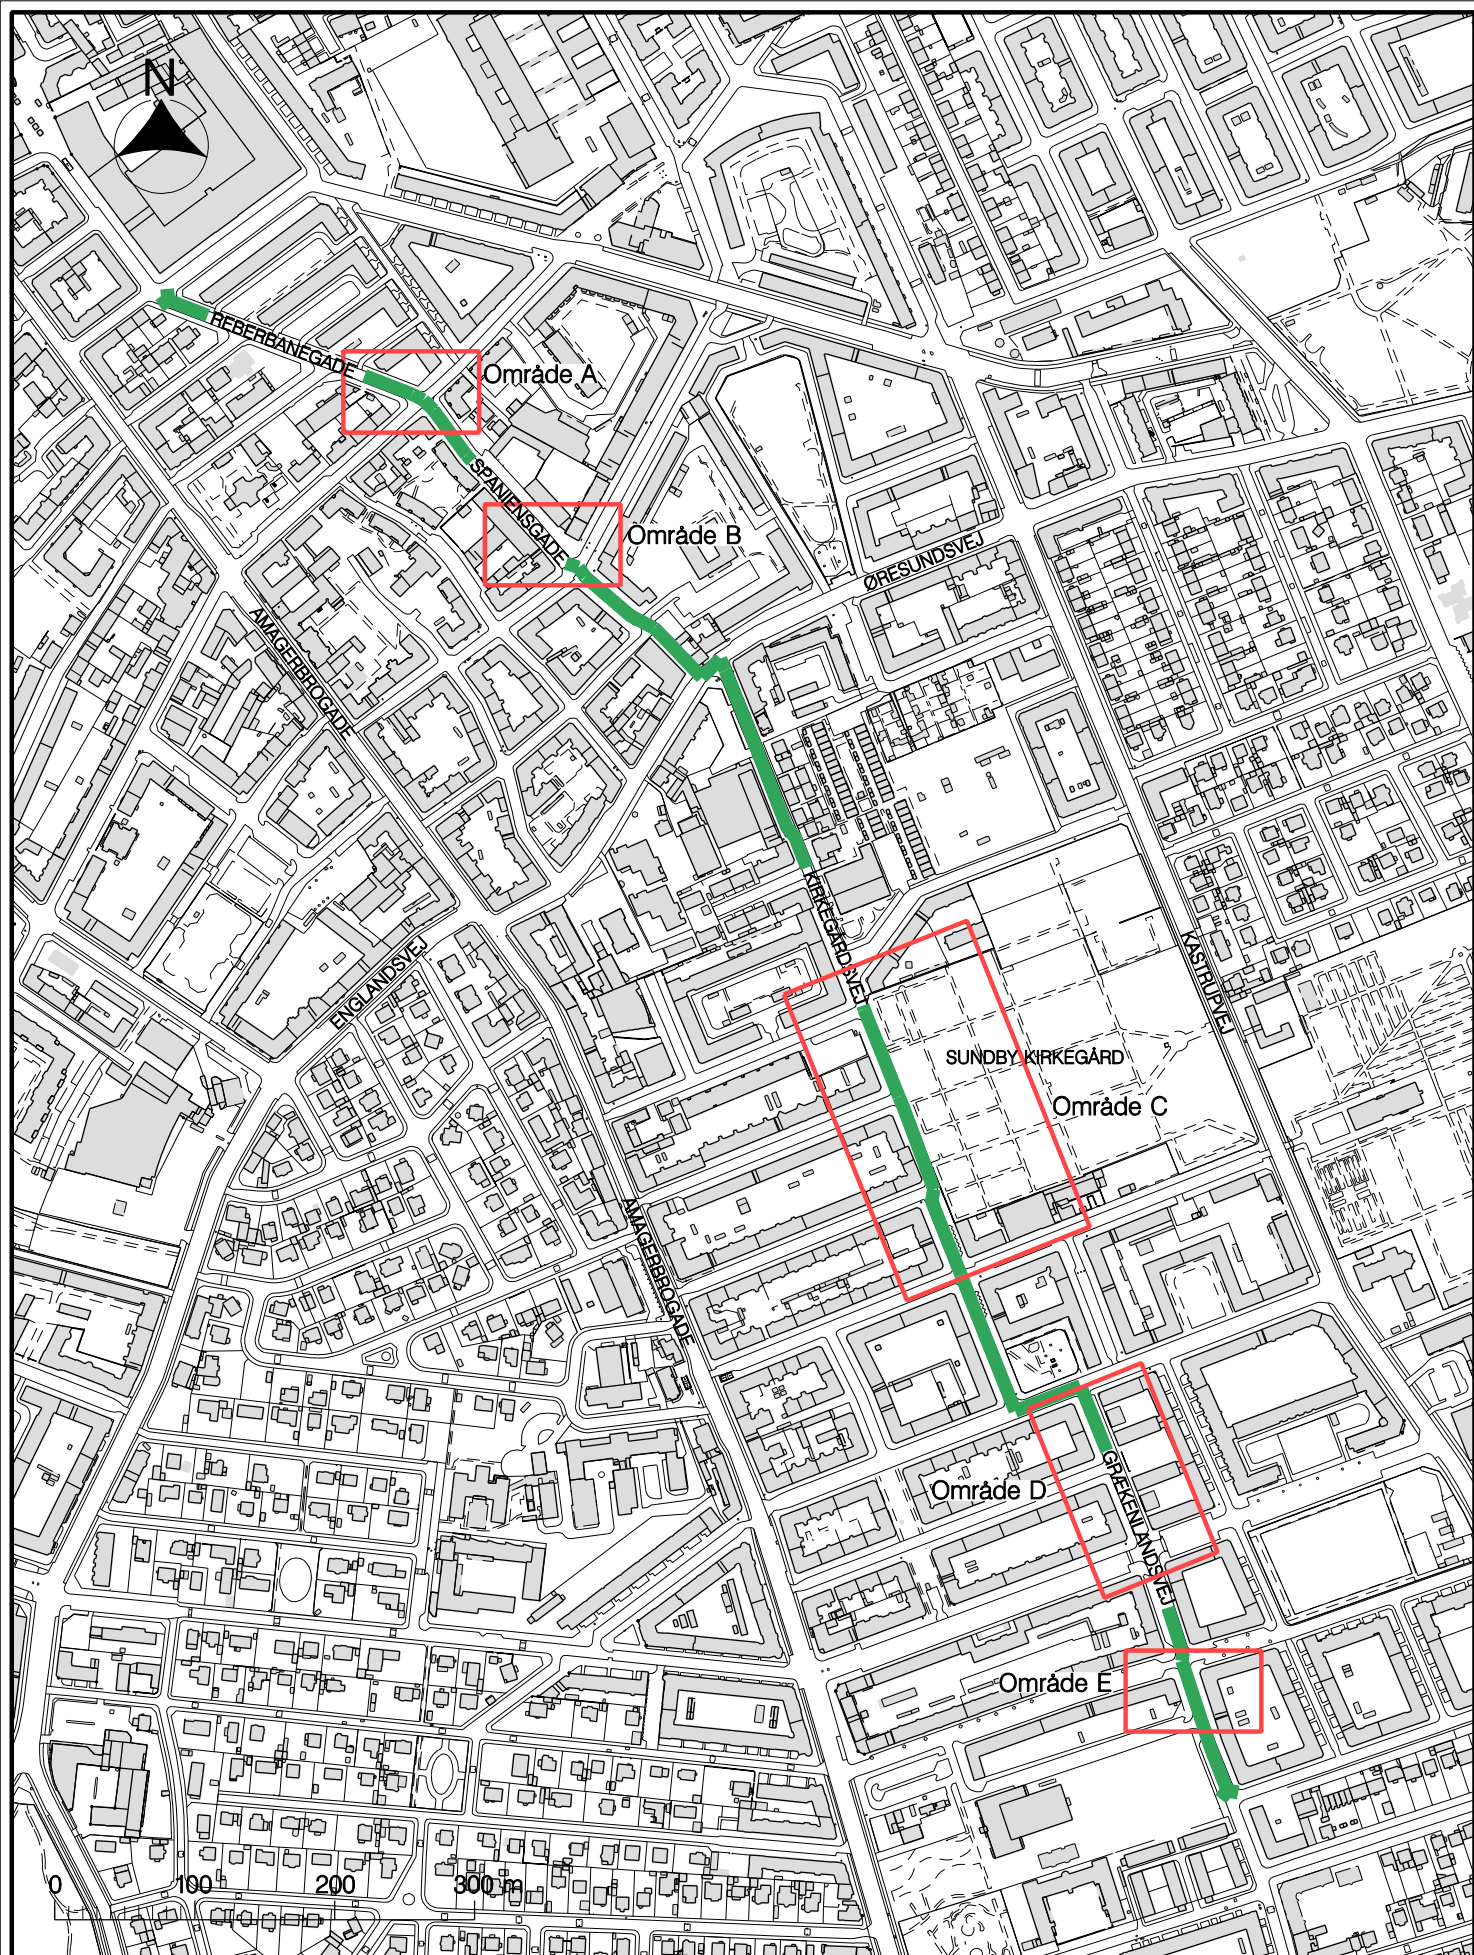 N
REBERBANEGADE
Område A
SPANIENSGADE
Område B
ØRESUNDSVEJ
AMAGERBROGADE
KIRKEGÅRDSVEJ
ENGLANDSVEJ
KASTRUPVEJ
SUNDBY KIRKEGÅRD
Område C
AMAGERBROGADE
Område D
GRÆKENLANDSVEJ
Område E
0 100 200 300 m